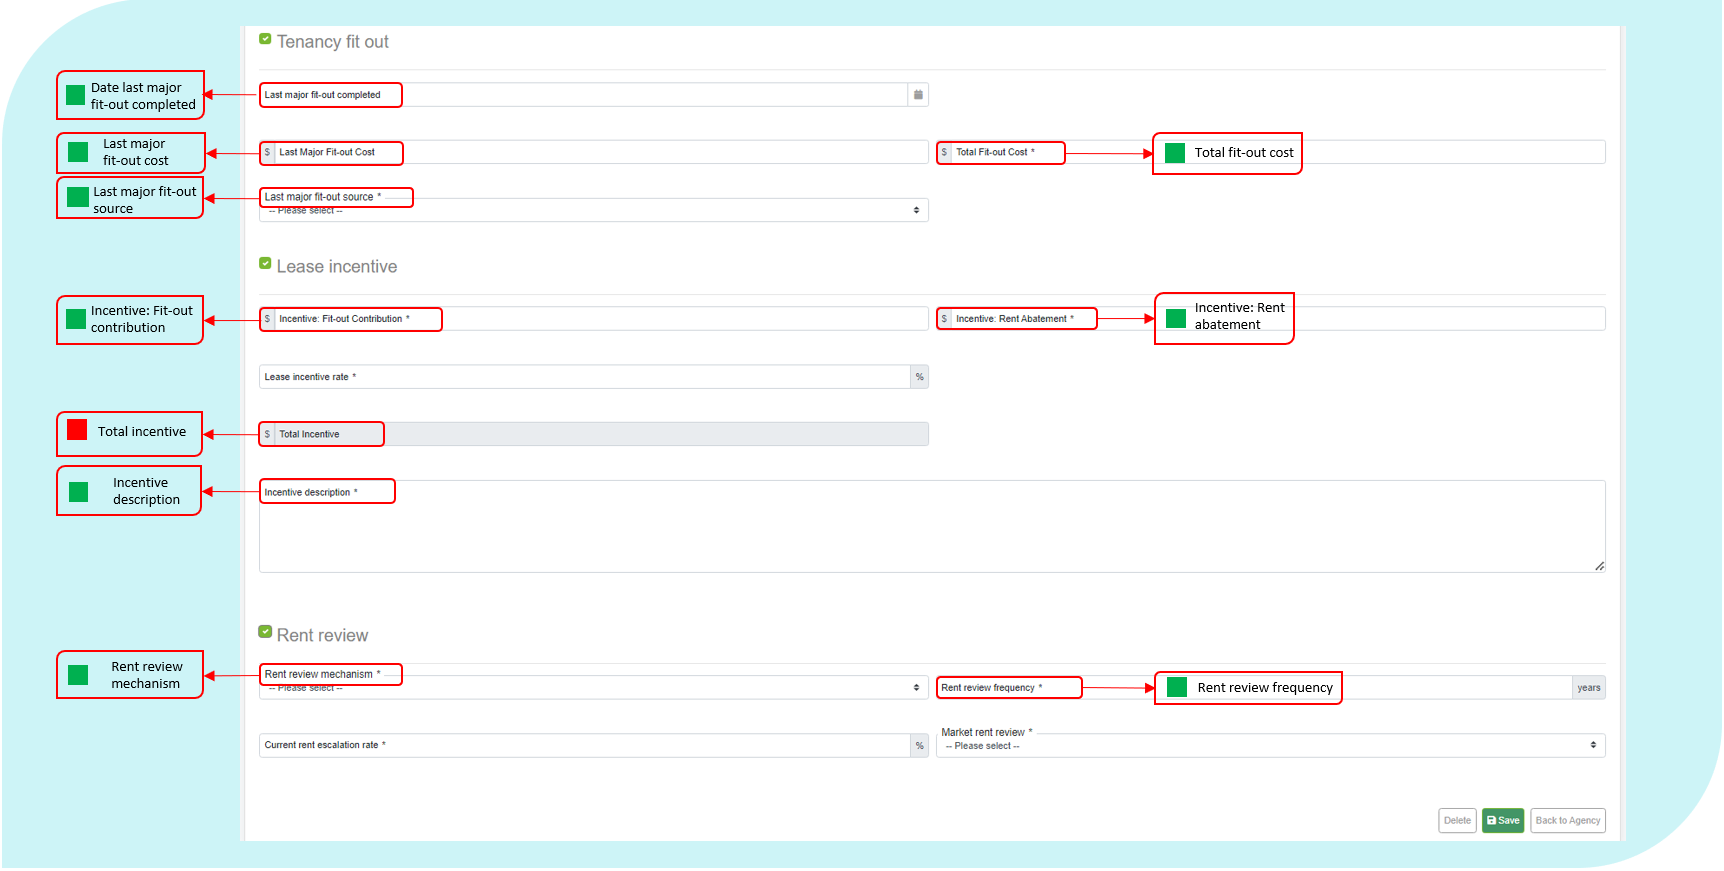 Tenancy fit out
Date last major
fit-out completed
Last major fit-out completed
Last major
fit-out cost
$ Last Major Fit-out Cost
$ Total Fit-out Cost *
Total fit-out cost
Last major fit-out
source
Last major fit-out source *
-- Please select --
Lease incentive
Incentive: Fit-out
contribution
$ Incentive: Fit-out Contribution *
$ Incentive: Rent Abatement *
Incentive: Rent
abatement
Lease incentive rate *
%
Total incentive
$ Total Incentive
Incentive
description
Incentive description *
Rent review
Rent review
mechanism
Rent review mechanism *
-- Please select --
Rent review frequency *
Rent review frequency
years
Current rent escalation rate *
%
Market rent review *
-- Please select --
Delete
Save
Back to Agency